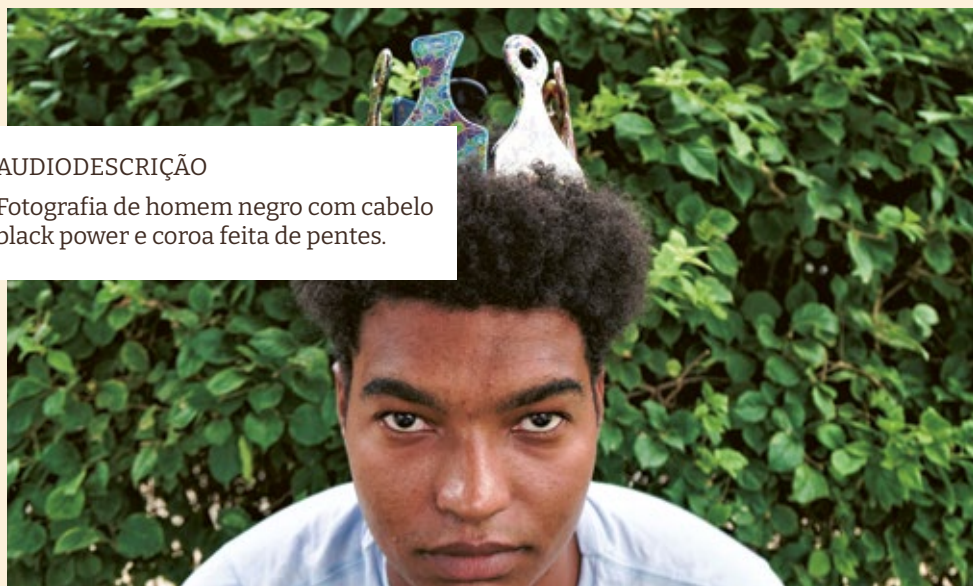 AUDIODESCRIÇÃO
Fotografia de homem negro com cabelo
black power e coroa feita de pentes.